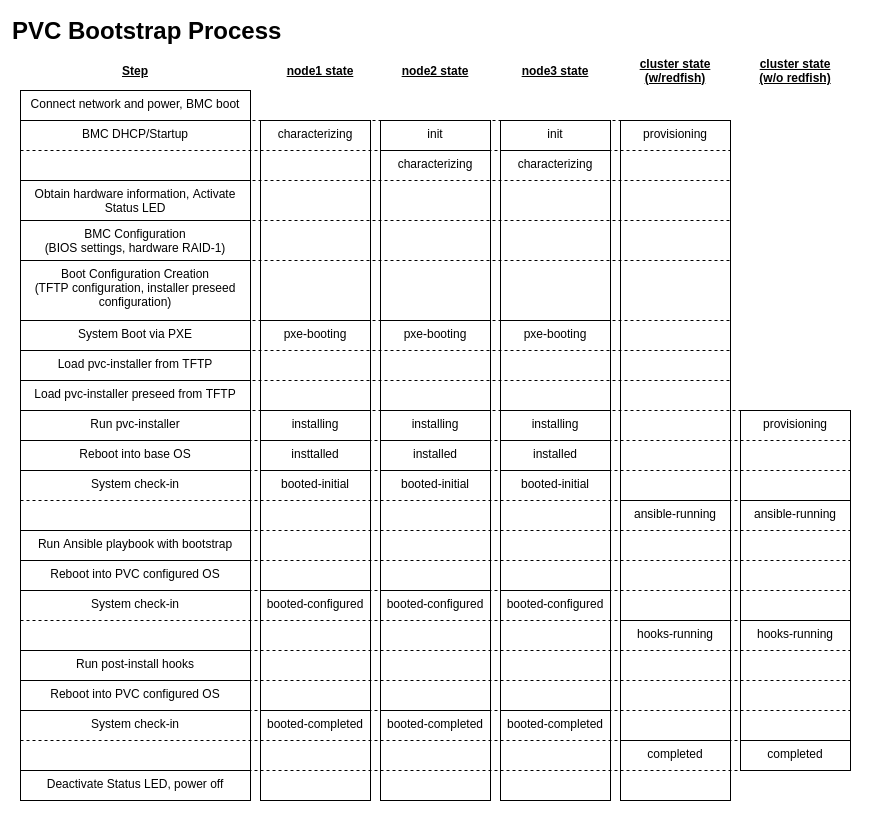 PVC Bootstrap Process
Step node1 state node2 state node3 state cluster state (w/redfish) cluster state (w/o redfish)
Connect network and power, BMC boot
BMC DHCP/Startup characterizing init init provisioning
characterizing characterizing
Obtain hardware information, Activate
Status LED
BMC Configuration
(BIOS settings, hardware RAID-1)
Boot Configuration Creation
(TFTP configuration, installer preseed
configuration)
System Boot via PXE pxe-booting pxe-booting pxe-booting
Load pvc-installer from TFTP
Load pvc-installer preseed from TFTP
Run pvc-installer installing installing installing provisioning
Reboot into base OS insttalled installed installed
System check-in booted-initial booted-initial booted-initial
ansible-running ansible-running
Run Ansible playbook with bootstrap
Reboot into PVC configured OS
System check-in booted-configured booted-configured booted-configured
hooks-running hooks-running
Run post-install hooks
Reboot into PVC configured OS
System check-in booted-completed booted-completed booted-completed
completed completed
Deactivate Status LED, power off